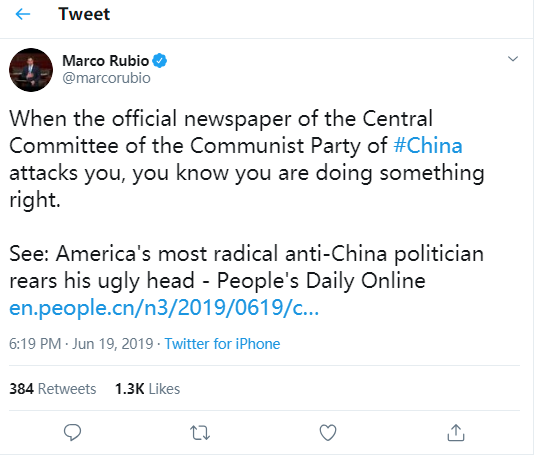 Tweet
Marco Rubio
@marcorubio
When the official newspaper of the Central
Committee of the Communist Party of #China
attacks you, you know you are doing something
right.
See: America's most radical anti-China politician
rears his ugly head - People's Daily Online
en.people.cn/n3/2019/0619/c...
6:19 PM · Jun 19, 2019 · Twitter for iPhone
384 Retweets 1.3K Likes